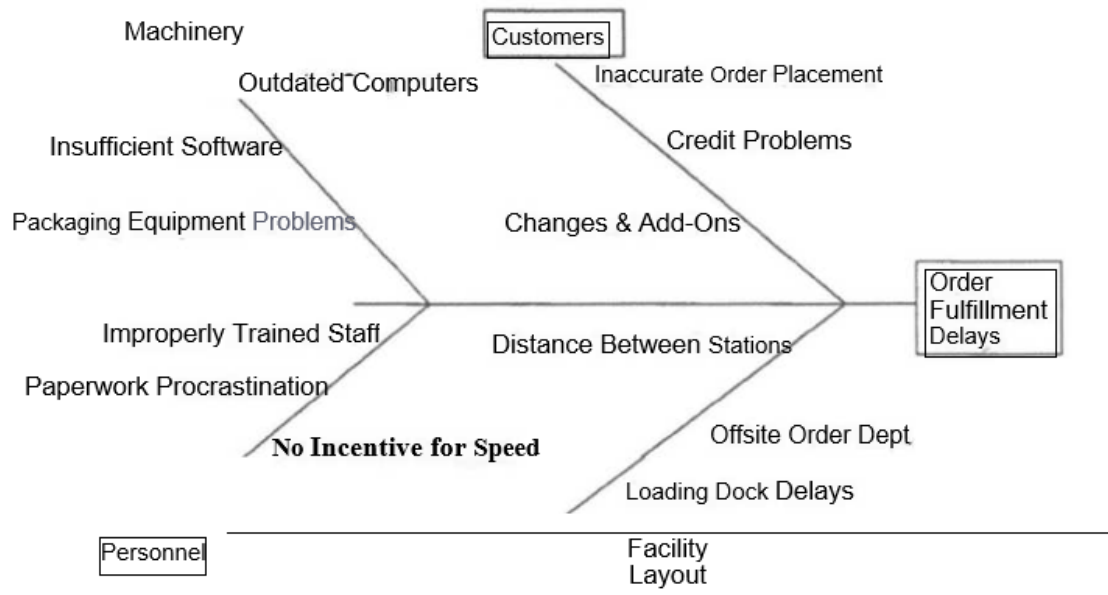 Machinery
Customers
Outdated Computers
Inaccurate Order Placement
Insufficient Software
Credit Problems
Packaging Equipment Problems
Changes & Add-Ons
Order
Fulfillment
Delays
Improperly Trained Staff
Distance Between Stations
Paperwork Procrastination
No Incentive for Speed
Offsite Order Dept
Loading Dock Delays
Personnel
Facility
Layout